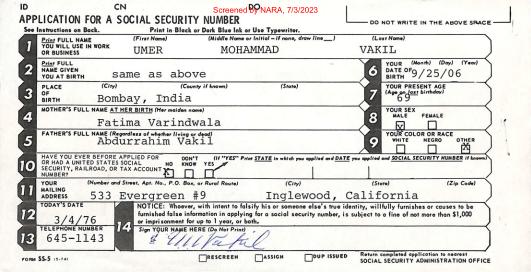 ID CN DO
Screened by NARA, 7/3/2023
APPLICATION FOR A SOCIAL SECURITY NUMBER
DO NOT WRITE IN THE ABOVE SPACE
See Instructions on Back. Print in Black or Dark Blue Ink or Use Typewriter.
1 Print FULL NAME YOU WILL USE IN WORK OR BUSINESS (First Name) (Middle Name or Initial – if none, draw line __) (Last Name)
UMER MOHAMMAD VAKIL
2 Print FULL NAME GIVEN YOU AT BIRTH same as above
6 YOUR DATE OF BIRTH (Month) (Day) (Year) 9/25/06
3 PLACE OF BIRTH (City) (County if known) (State)
Bombay, India
7 YOUR PRESENT AGE (Age on last birthday) 69
4 MOTHER'S FULL NAME AT HER BIRTH (Her maiden name)
Fatima Varindwala
8 YOUR SEX MALE FEMALE
X
5 FATHER'S FULL NAME (Regardless of whether living or dead)
Abdurrahim Vakil
9 YOUR COLOR OR RACE WHITE NEGRO OTHER
X
10 HAVE YOU EVER BEFORE APPLIED FOR OR HAD A UNITED STATES SOCIAL SECURITY, RAILROAD, OR TAX ACCOUNT NUMBER? NO DON'T KNOW YES (If "YES" Print STATE in which you applied and DATE you applied and SOCIAL SECURITY NUMBER if known)
X
11 YOUR MAILING ADDRESS (Number and Street, Apt. No., P.O. Box, or Rural Route) (City) (State) (Zip Code)
533 Evergreen #9 Inglewood, California
12 TODAY'S DATE 3/4/76
NOTICE: Whoever, with intent to falsify his or someone else's true identity, willfully furnishes or causes to be furnished false information in applying for a social security number, is subject to a fine of not more than $1,000 or imprisonment for up to 1 year, or both.
13 TELEPHONE NUMBER 645-1143
14 Sign YOUR NAME HERE (Do Not Print)
UMVakil
FORM SS-5 RESCREEN ASSIGN DUP ISSUED
Return completed application to nearest SOCIAL SECURITY ADMINISTRATION OFFICE